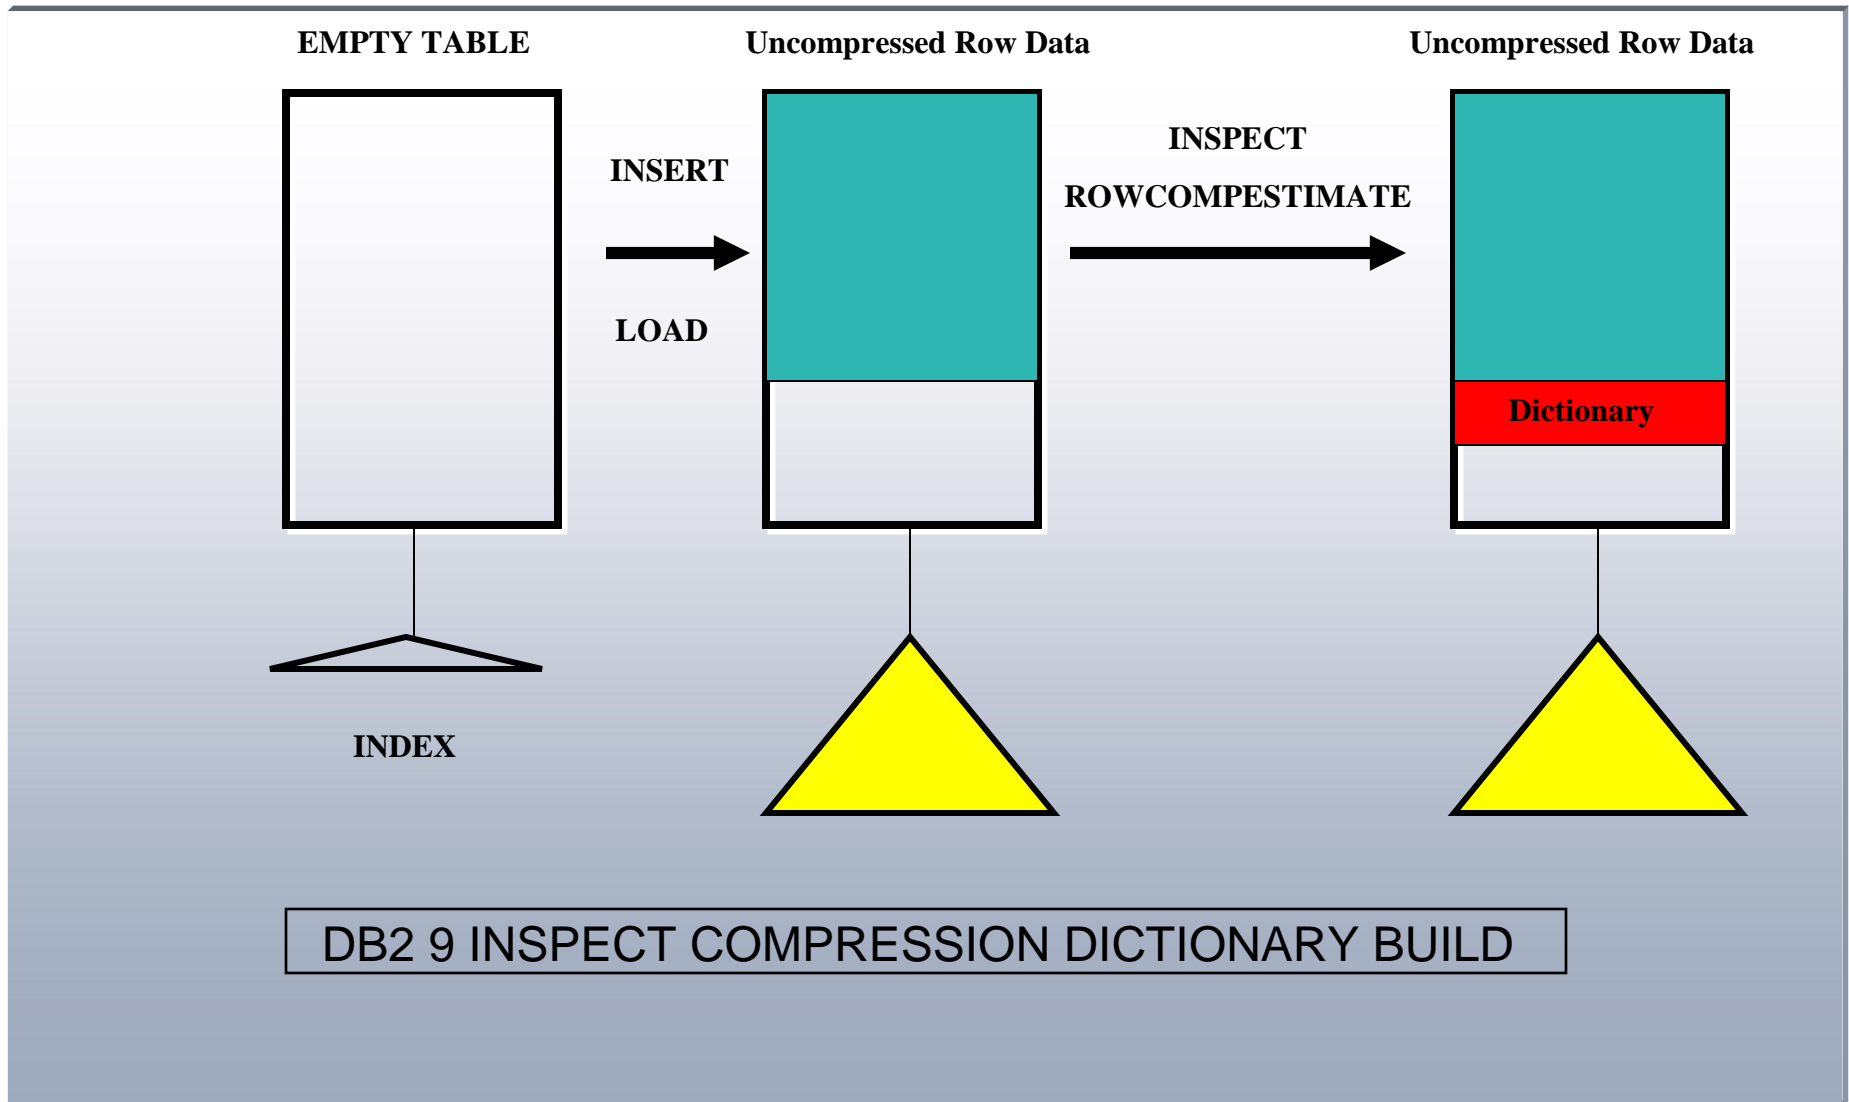 EMPTY TABLE
Uncompressed Row Data
Uncompressed Row Data
INSERT
LOAD
INSPECT
ROWCOMPESTIMATE
Dictionary
INDEX
DB2 9 INSPECT COMPRESSION DICTIONARY BUILD